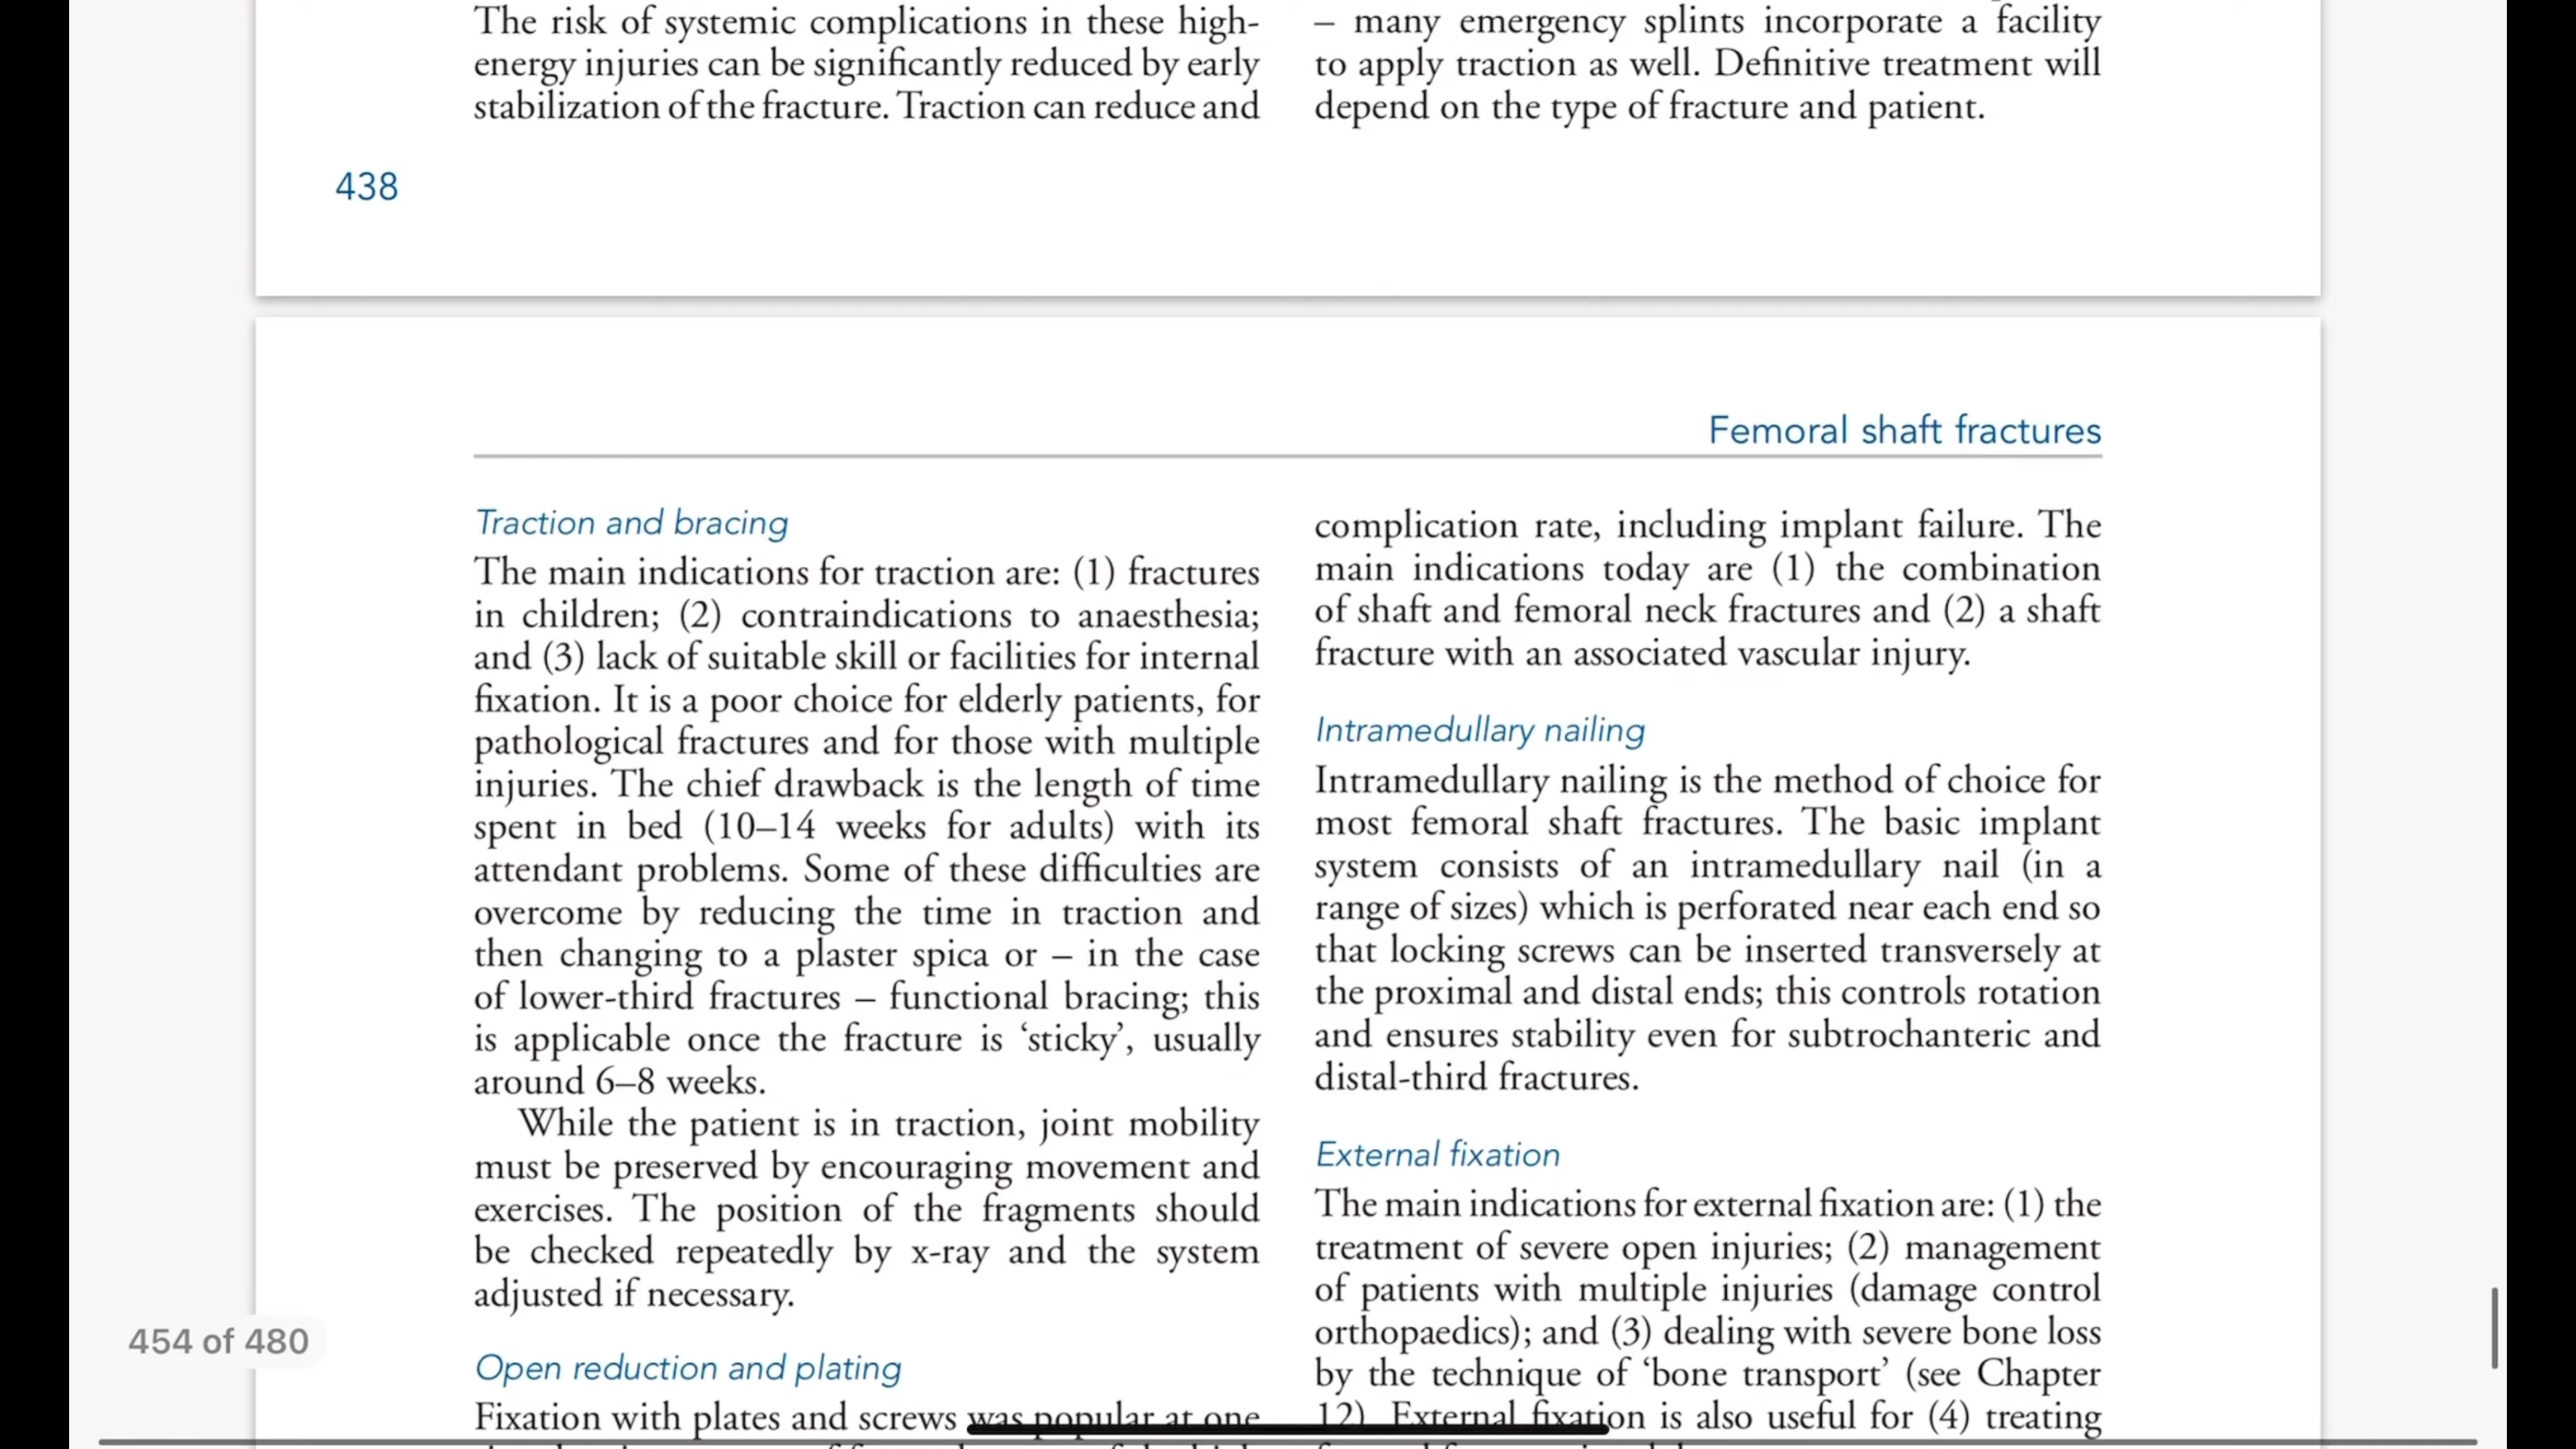 The risk of systemic complications in these high-
energy injuries can be significantly reduced by early
stabilization of the fracture. Traction can reduce and
– many emergency splints incorporate a facility
to apply traction as well. Definitive treatment will
depend on the type of fracture and patient.
438
Femoral shaft fractures
Traction and bracing
The main indications for traction are: (1) fractures
in children; (2) contraindications to anaesthesia;
and (3) lack of suitable skill or facilities for internal
fixation. It is a poor choice for elderly patients, for
pathological fractures and for those with multiple
injuries. The chief drawback is the length of time
spent in bed (10–14 weeks for adults) with its
attendant problems. Some of these difficulties are
overcome by reducing the time in traction and
then changing to a plaster spica or – in the case
of lower-third fractures – functional bracing; this
is applicable once the fracture is ‘sticky’, usually
around 6–8 weeks.
While the patient is in traction, joint mobility
must be preserved by encouraging movement and
exercises. The position of the fragments should
be checked repeatedly by x-ray and the system
adjusted if necessary.
Open reduction and plating
Fixation with plates and screws was popular at one
complication rate, including implant failure. The
main indications today are (1) the combination
of shaft and femoral neck fractures and (2) a shaft
fracture with an associated vascular injury.
Intramedullary nailing
Intramedullary nailing is the method of choice for
most femoral shaft fractures. The basic implant
system consists of an intramedullary nail (in a
range of sizes) which is perforated near each end so
that locking screws can be inserted transversely at
the proximal and distal ends; this controls rotation
and ensures stability even for subtrochanteric and
distal-third fractures.
External fixation
The main indications for external fixation are: (1) the
treatment of severe open injuries; (2) management
of patients with multiple injuries (damage control
orthopaedics); and (3) dealing with severe bone loss
by the technique of ‘bone transport’ (see Chapter
12). External fixation is also useful for (4) treating
454 of 480